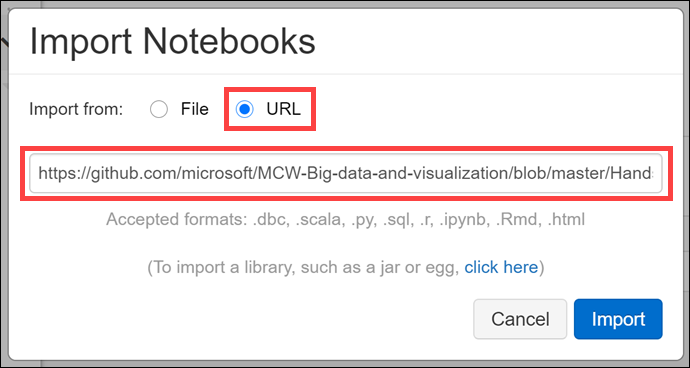 Import Notebooks
Import from: File URL
https://github.com/microsoft/MCW-Big-data-and-visualization/blob/master/Hand
Accepted formats: .dbc, .scala, .py, .sql, .r, .ipynb, .Rmd, .html
(To import a library, such as a jar or egg, click here)
Cancel Import